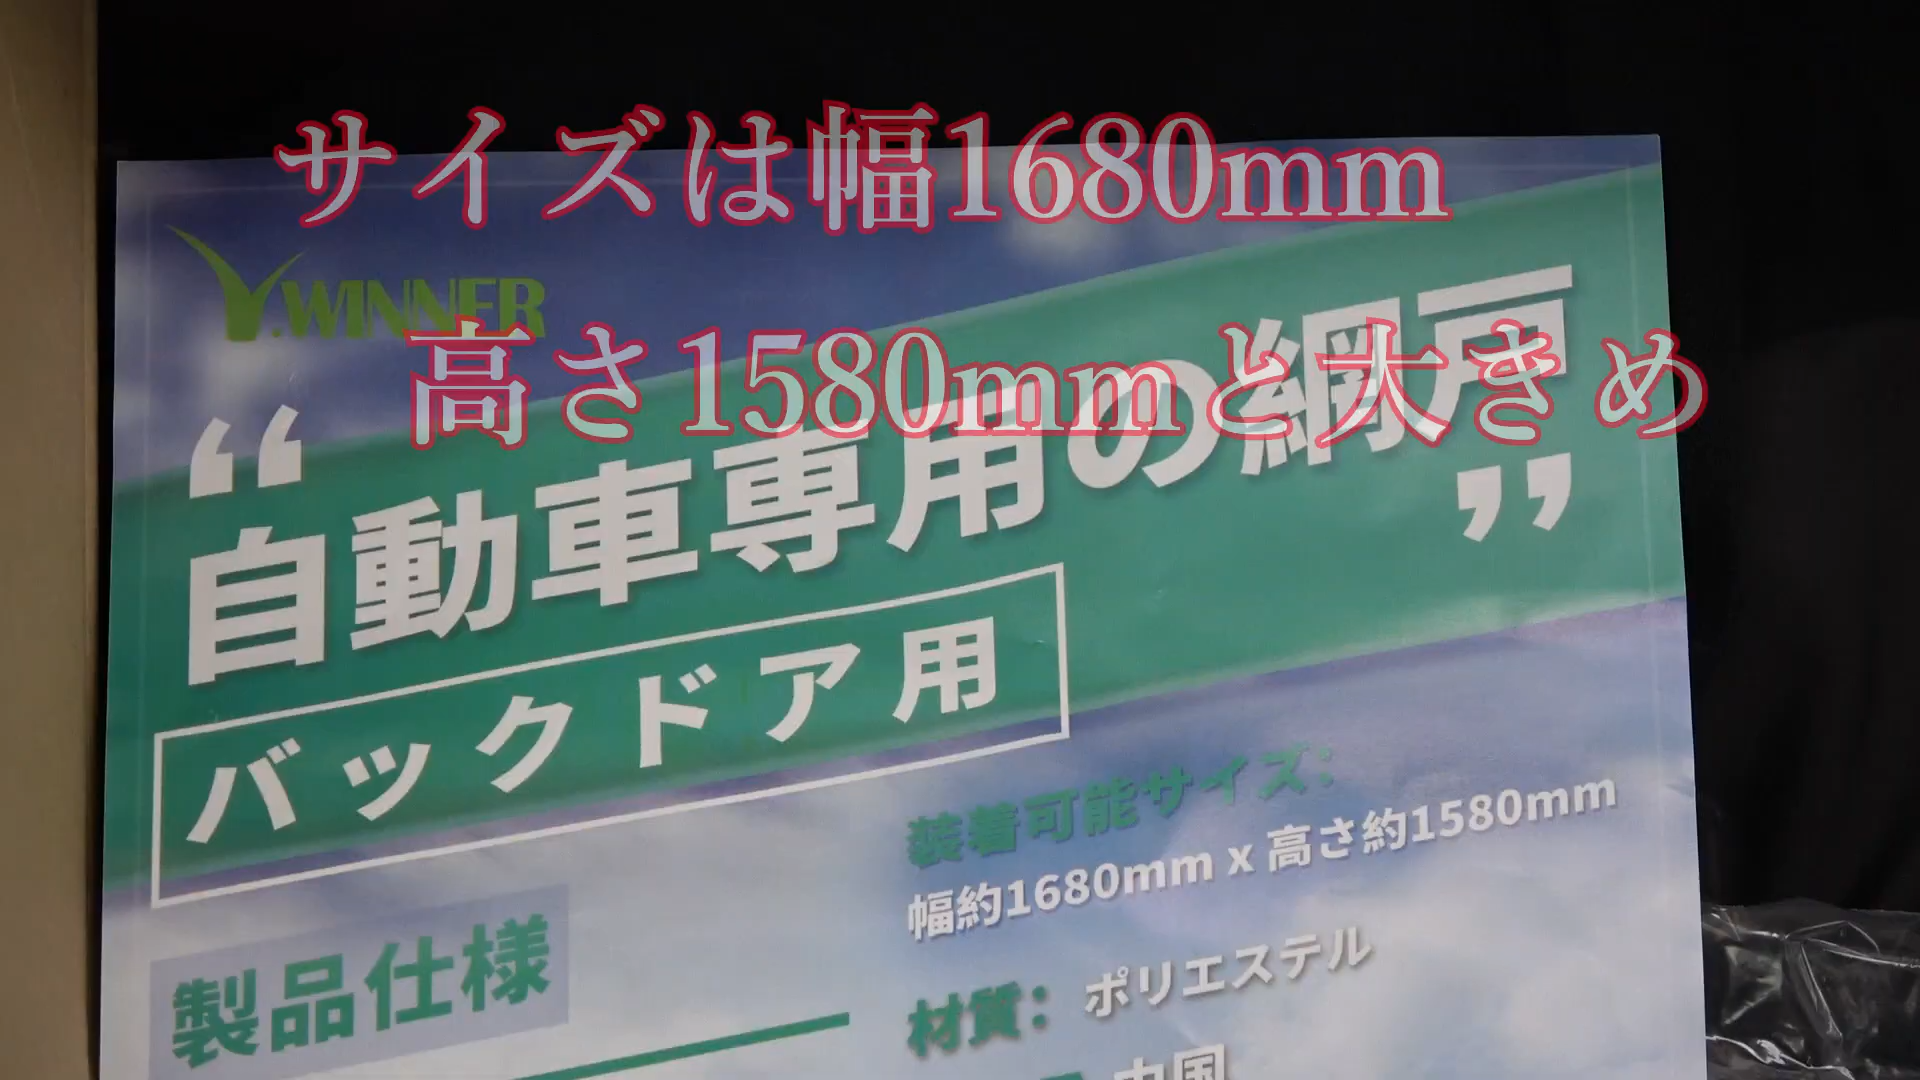 サイズは幅1680mm
高さ1580mmと大きめ
Y.WINNER
“自動車専用の網戸”
バックドア用
装着可能サイズ：
幅約1680mm x 高さ約1580mm
製品仕様
材質：ポリエステル
中国